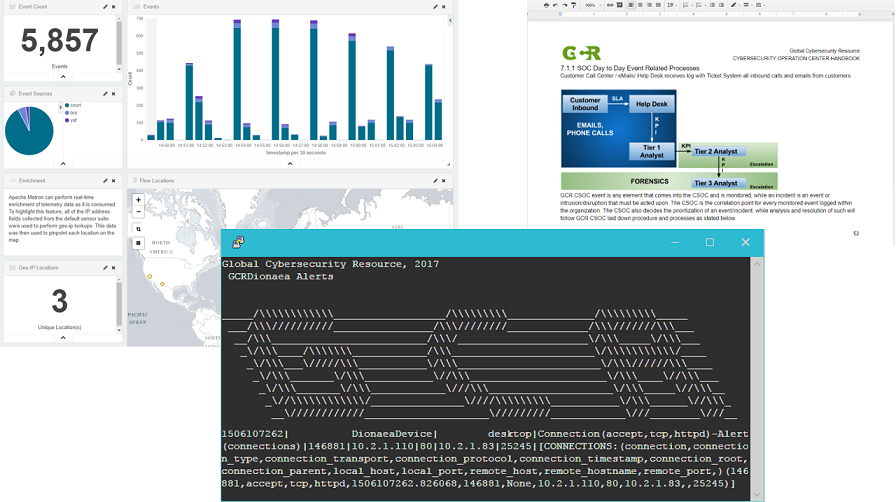 Event Count
5,857
Events
Event Sources
snort
bro
yaf
Enrichment
Apache Metron can perform real-time
enrichment of telemetry data as it is consumed.
To highlight this feature, all of the IP address
fields collected from the default sensor suite
were used to perform geo-ip lookups. This data
was then used to pinpoint each location on the
map.
Geo-IP Locations
3
Unique Location(s)
Events
Count
700
600
500
400
300
200
100
0
14:50:00 14:51:00 14:52:00 14:53:00 14:54:00 14:55:00 14:56:00 14:57:00 14:58:00 14:59:00 15:00:00 15:01:00 15:02:00 15:03:00 15:04:00
timestamp per 30 seconds
Flow Locations
+
−
NORTH
AMERICA
ASIA
PACIFIC
OCEAN
100%
GCR
Global Cybersecurity Resource
CYBERSECURITY OPERATION CENTER HANDBOOK
7.1.1 SOC Day to Day Event Related Processes
Customer Call Center / eMails/ Help Desk receives log with Ticket System all inbound calls and emails from customers
Customer
Inbound
SLA
Help Desk
EMAILS,
PHONE CALLS
K
P
I
Tier 1
Analyst
KPI
Tier 2 Analyst
K
P
I
Escalation
FORENSICS
Tier 3 Analyst
Escalation
GCR CSOC event is any element that comes into the CSOC and is monitored, while an incident is an event or
intrusion/disruption that must be acted upon. The CSOC is the correlation point for every monitored event logged within
the organization. The CSOC also decides the prioritization of an event/incident, while analysis and resolution of such will
follow GCR CSOC laid down procedure and processes as stated below.
52
Global Cybersecurity Resource, 2017
GCRDionaea Alerts
GCR
1506107262| DionaeaDevice| desktop|Connection(accept,tcp,httpd)-Alert
(connections)|146881|10.2.1.110|80|10.2.1.83|25245|[CONNECTIONS:(connection,connectio
n_type,connection_transport,connection_protocol,connection_timestamp,connection_root,
connection_parent,local_host,local_port,remote_host,remote_hostname,remote_port,)(146
881,accept,tcp,httpd,1506107262.826068,146881,None,10.2.1.110,80,10.2.1.83,,25245)]